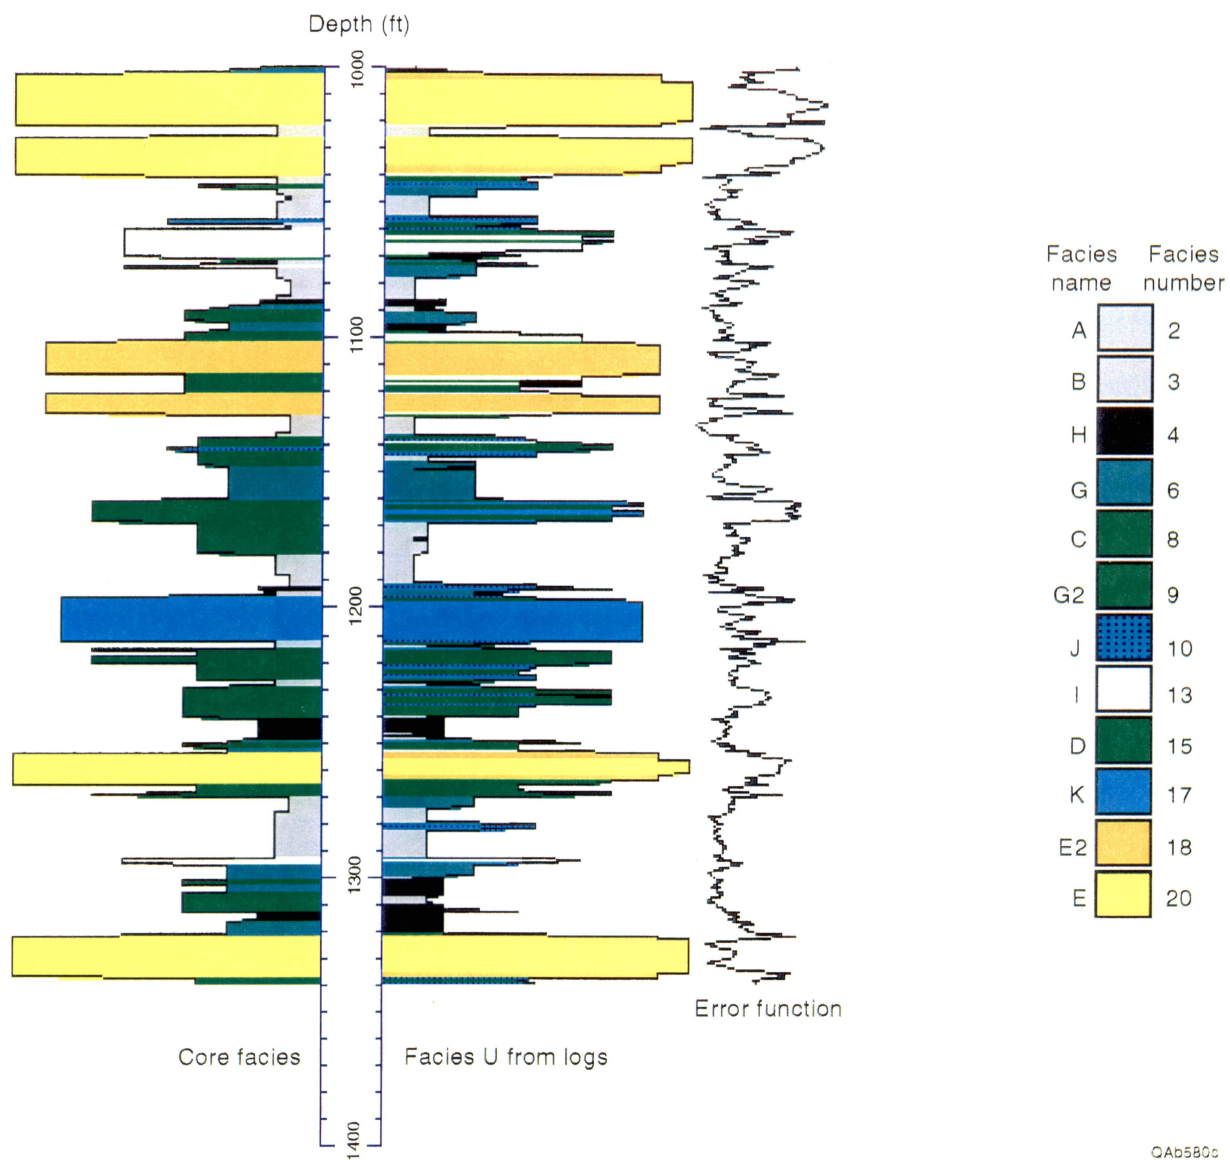 Depth (ft)
1000
1100
1200
1300
1400
Core facies
Facies U from logs
Error function
Facies name
Facies number
A 2
B 3
H 4
G 6
C 8
G2 9
J 10
I 13
D 15
K 17
E2 18
E 20
QAb580c